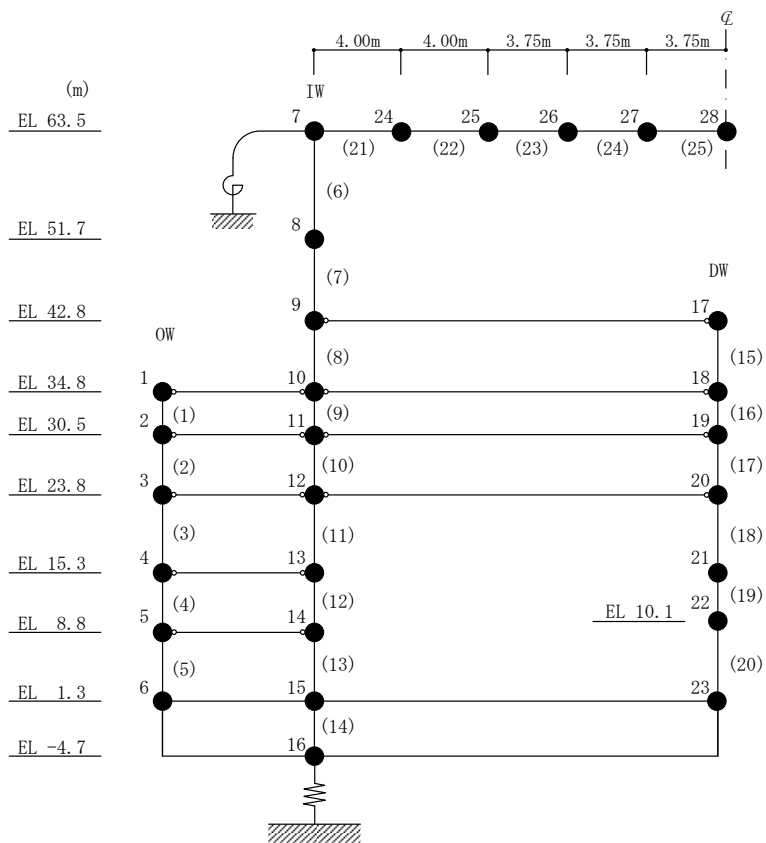 ℄
4.00m 4.00m 3.75m 3.75m 3.75m
(m)
IW
EL 63.5 7 24 25 26 27 28
(21) (22) (23) (24) (25)
(6)
EL 51.7 8
(7)
DW
EL 42.8 9 17
OW
(8) (15)
EL 34.8 1 10 18
(1) (9) (16)
EL 30.5 2 11 19
(2) (10) (17)
EL 23.8 3 12 20
(3) (11) (18)
EL 15.3 4 13 21
(4) (12) (19)
EL 10.1 22
EL 8.8 5 14
(5) (13) (20)
EL 1.3 6 15 23
(14)
EL -4.7 16